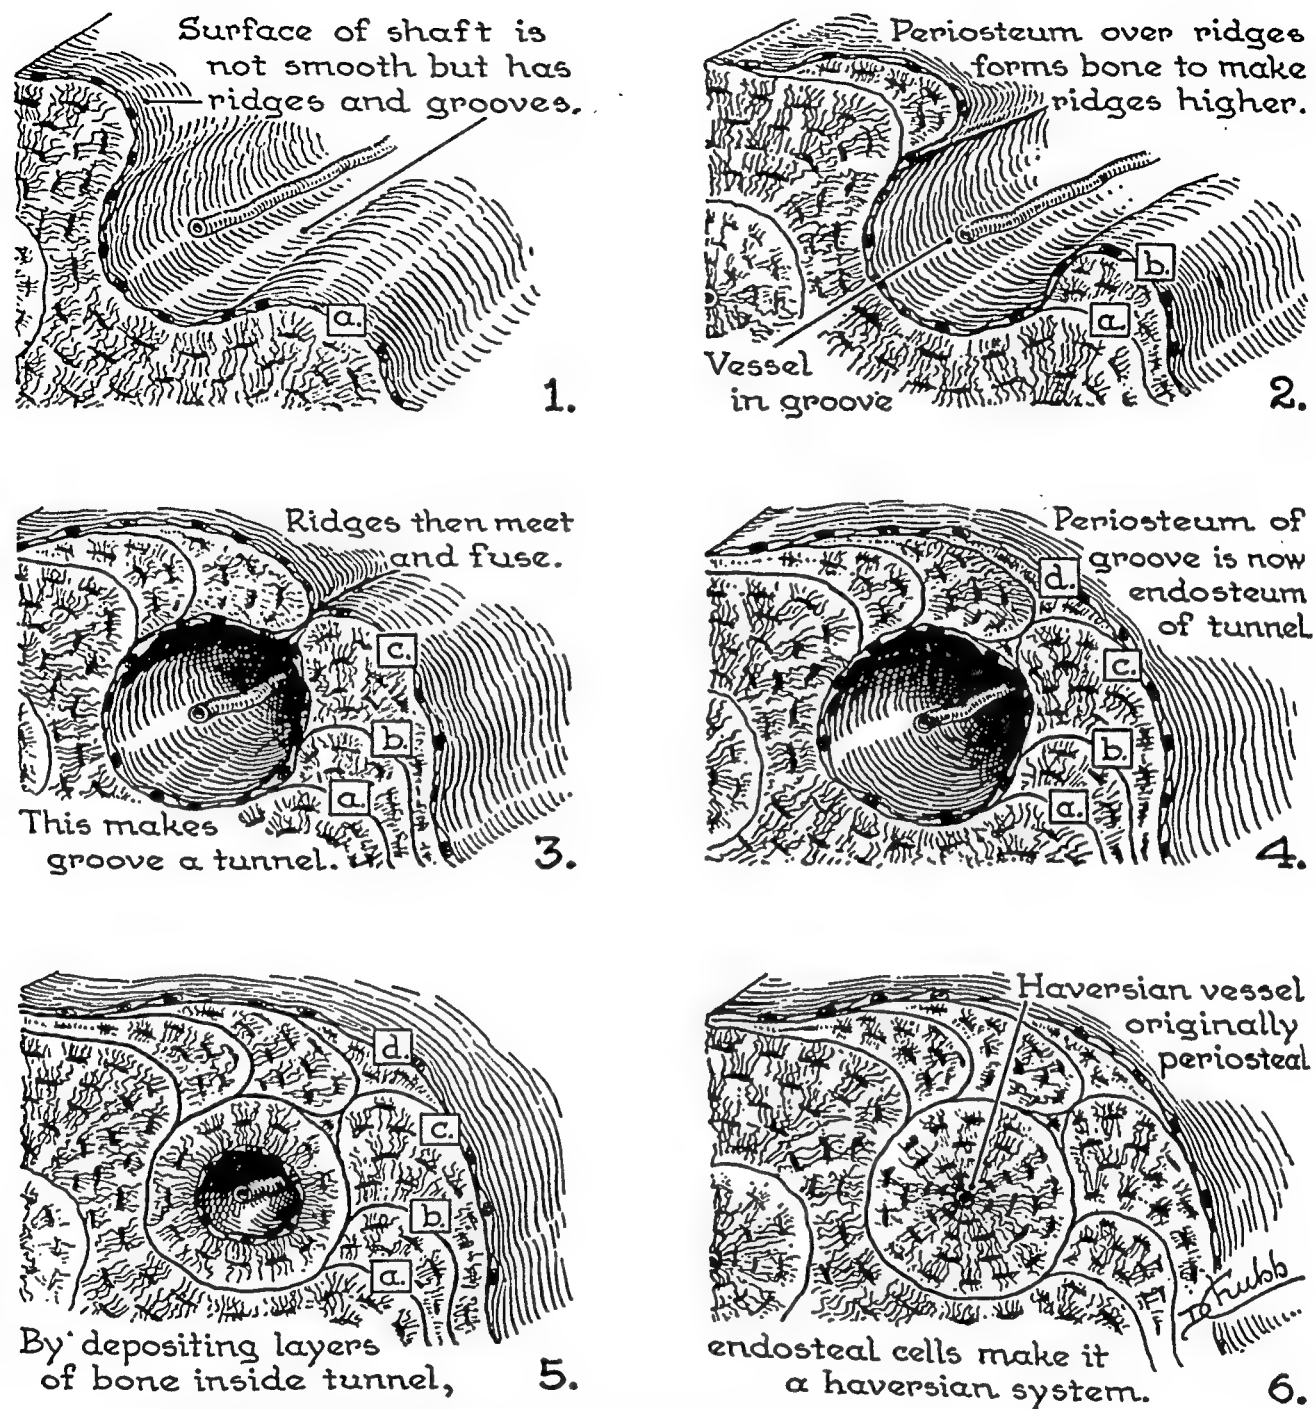 Surface of shaft is
not smooth but has
ridges and grooves.
a.
1.
Periosteum over ridges
forms bone to make
ridges higher.
b.
a.
Vessel
in groove
2.
Ridges then meet
and fuse.
c.
b.
a.
This makes
groove a tunnel.
3.
Periosteum of
groove is now
endosteum
of tunnel
d.
c.
b.
a.
4.
d.
c.
b.
a.
By depositing layers
of bone inside tunnel,
5.
Haversian vessel
originally
periosteal
endosteal cells make it
a haversian system.
6.